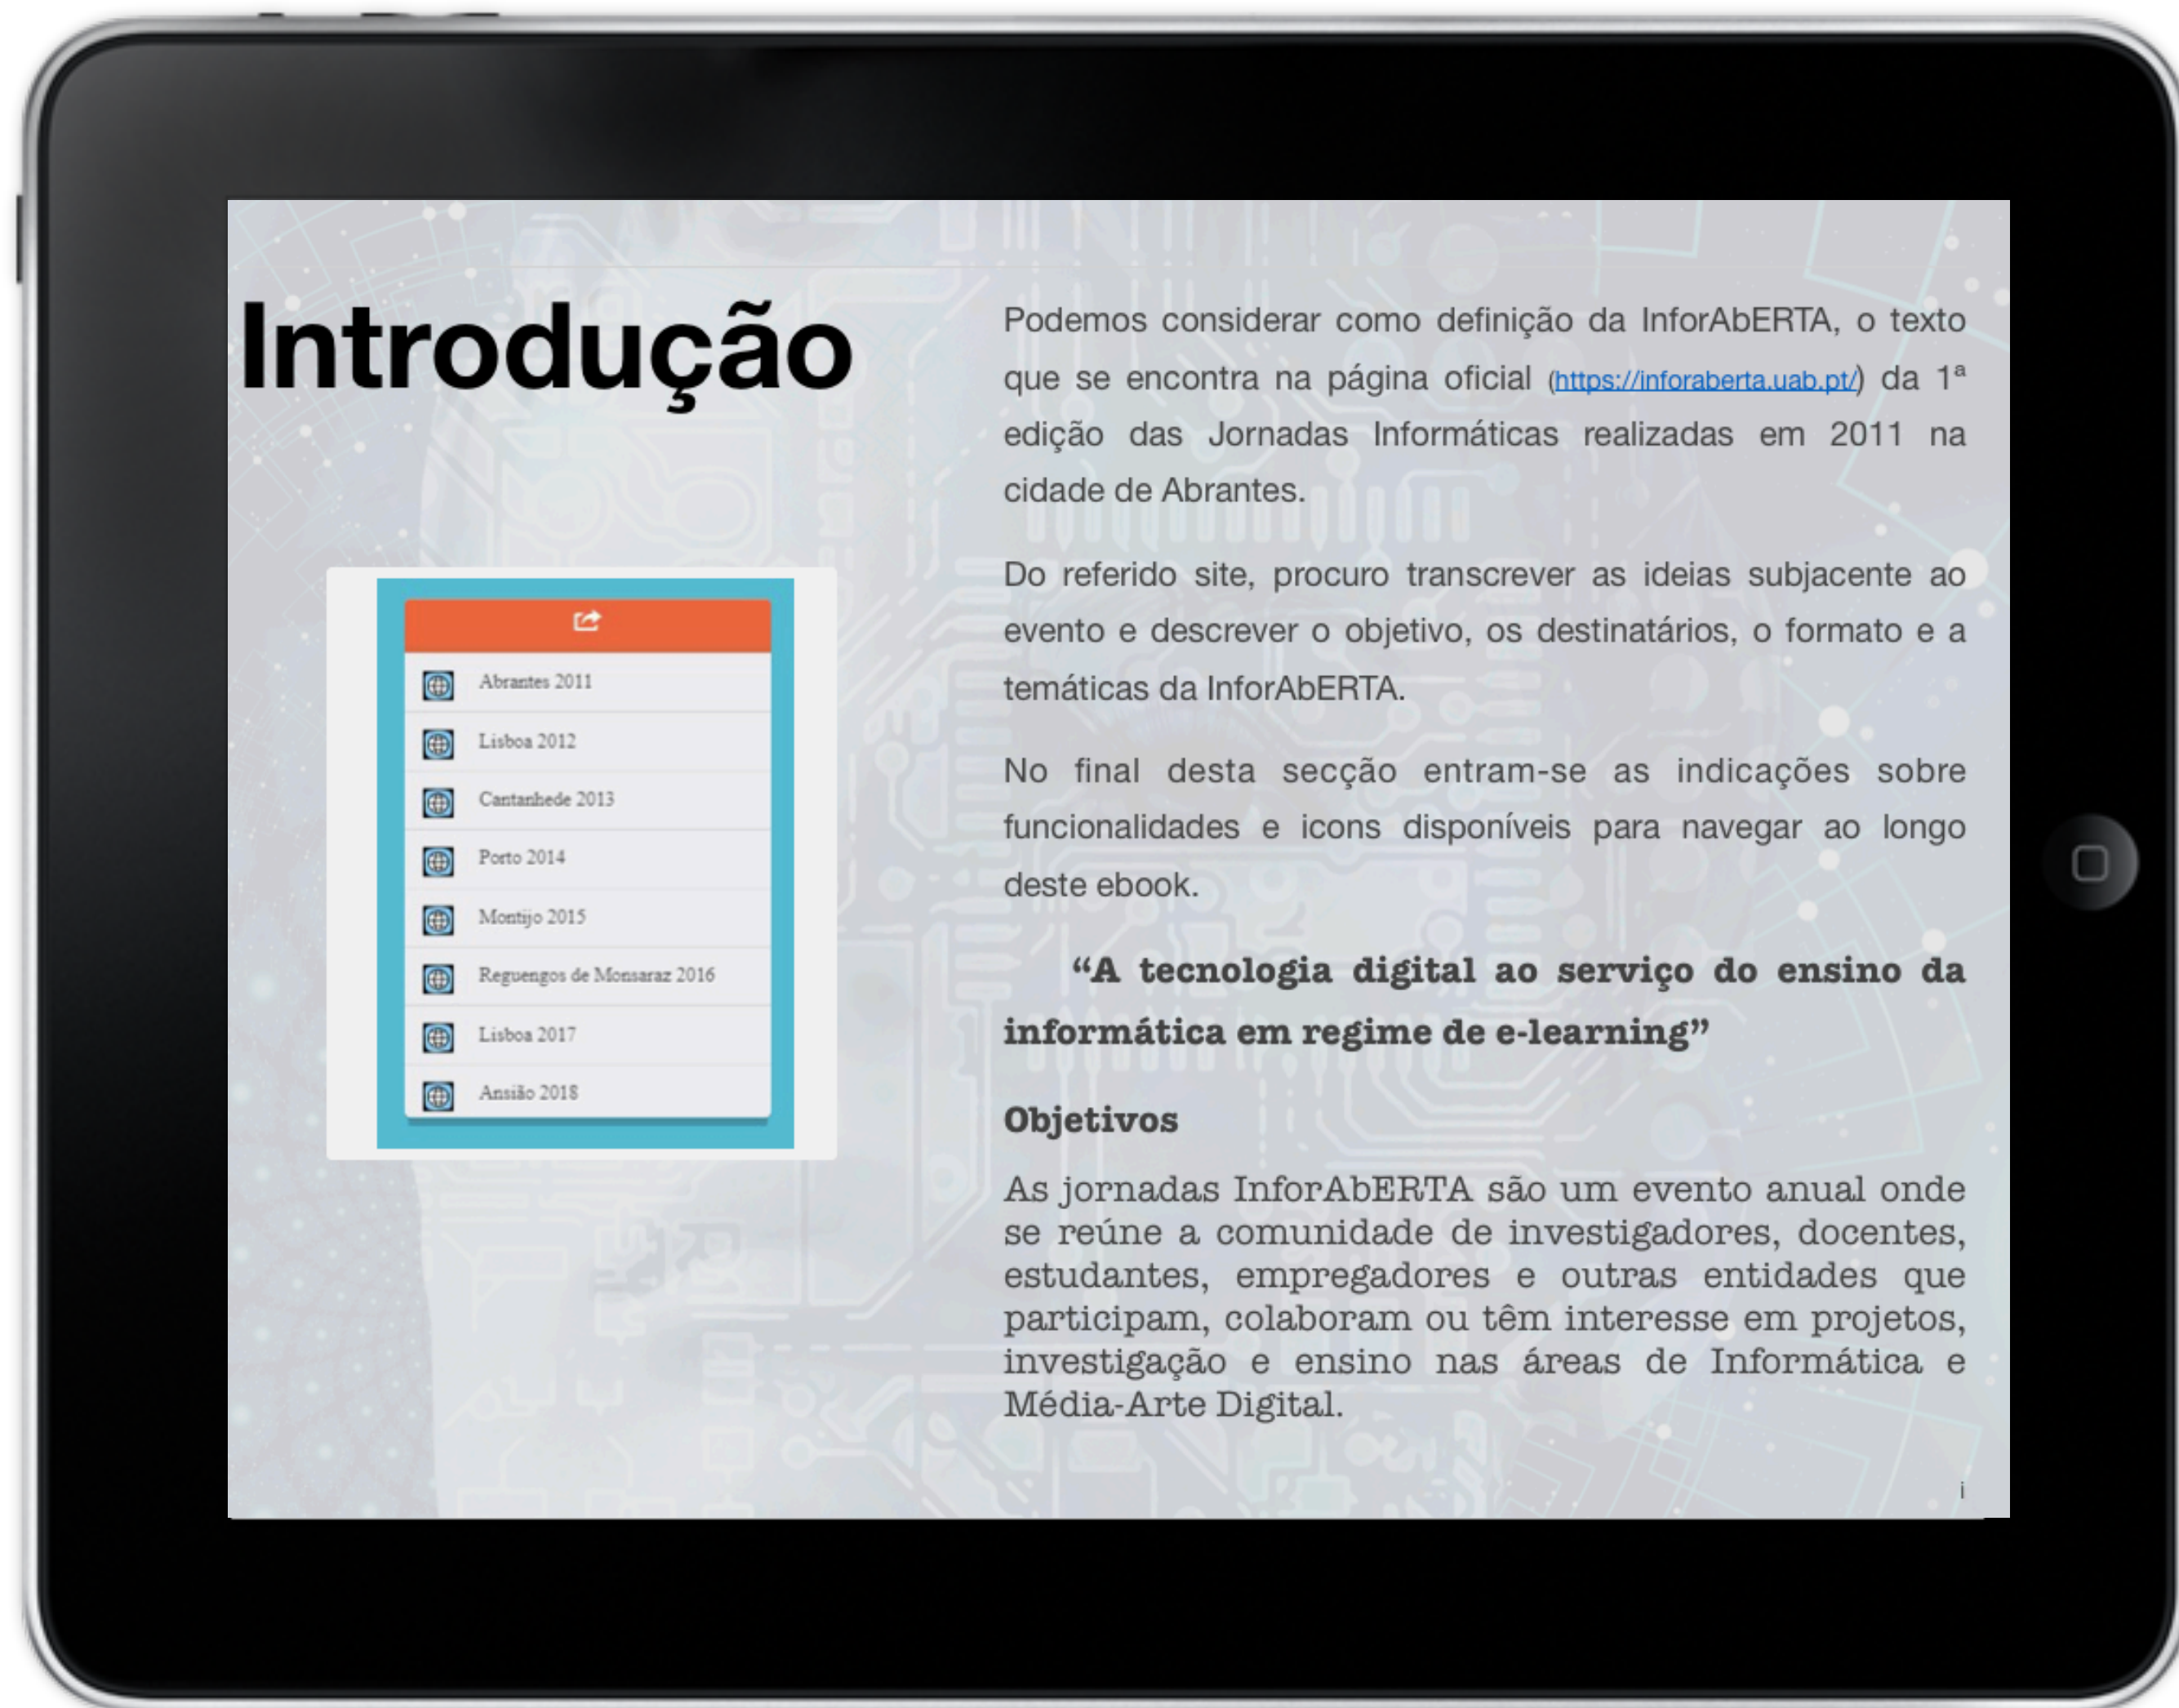 Introdução
Abrantes 2011
Lisboa 2012
Cantanhede 2013
Porto 2014
Montijo 2015
Reguengos de Monsaraz 2016
Lisboa 2017
Ansião 2018
Podemos considerar como definição da InforAbERTA, o texto
que se encontra na página oficial (https://inforaberta.uab.pt/) da 1ª
edição das Jornadas Informáticas realizadas em 2011 na
cidade de Abrantes.
Do referido site, procuro transcrever as ideias subjacente ao
evento e descrever o objetivo, os destinatários, o formato e a
temáticas da InforAbERTA.
No final desta secção entram-se as indicações sobre
funcionalidades e icons disponíveis para navegar ao longo
deste ebook.
“A tecnologia digital ao serviço do ensino da
informática em regime de e-learning”
Objetivos
As jornadas InforAbERTA são um evento anual onde
se reúne a comunidade de investigadores, docentes,
estudantes, empregadores e outras entidades que
participam, colaboram ou têm interesse em projetos,
investigação e ensino nas áreas de Informática e
Média-Arte Digital.
i